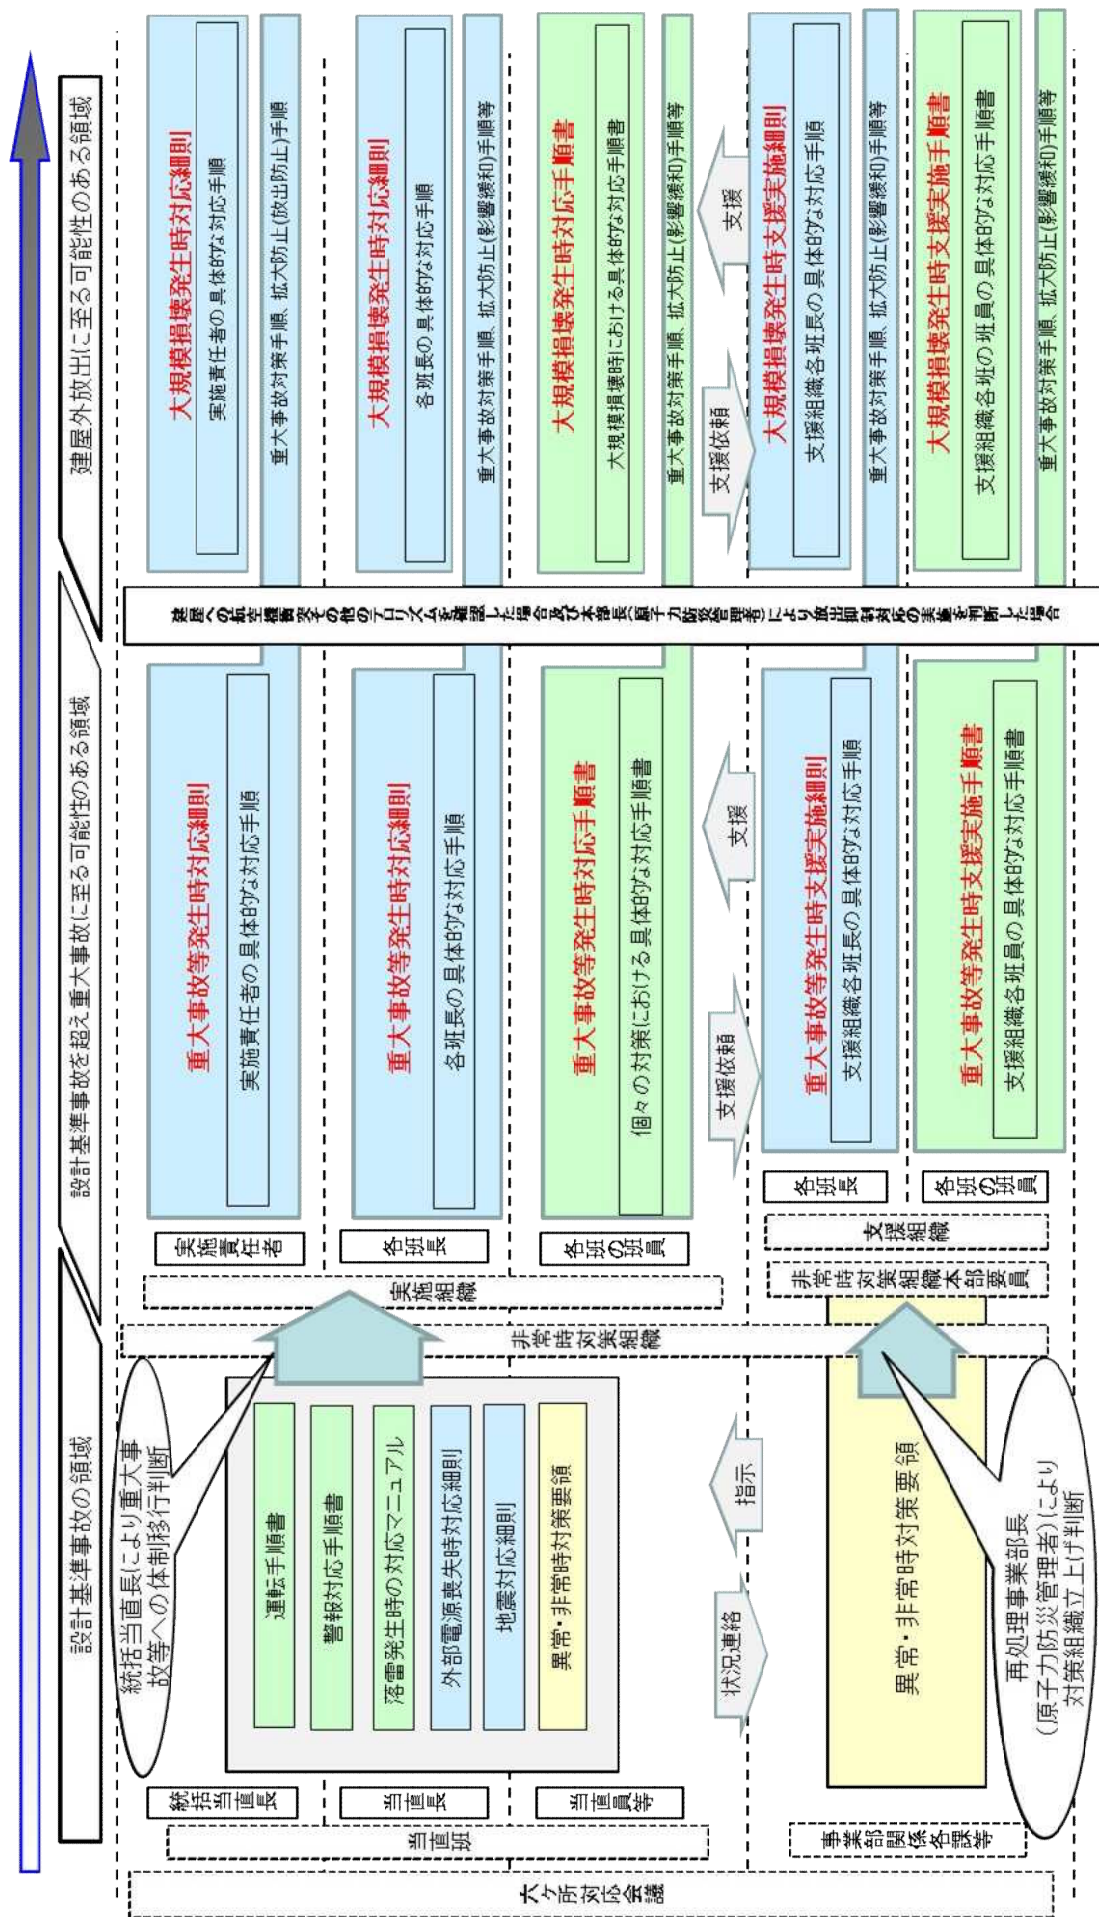 設計基準事故の領域
設計基準事故を超え重大事故に至る可能性のある領域
建屋外放出に至る可能性のある領域
統括当直長により重大事
故等への体制移行判断
六ケ所対応会議
当直班
統括当直長
当直長
当直員等
事業部関係各課等
運転手順書
警報対応手順書
落雷発生時の対応マニュアル
外部電源喪失時対応細則
地震対応細則
異常・非常時対策要領
状況連絡
指示
異常・非常時対策要領
再処理事業部長
(原子力防災管理者)により
対策組織立上げ判断
非常時対策組織
実施組織
非常時対策組織本部要員
支援組織
実施責任者
各班長
各班の班員
各班長
各班の班員
重大事故等発生時対応細則
実施責任者の具体的な対応手順
重大事故等発生時対応細則
各班長の具体的な対応手順
重大事故等発生時対応手順書
個々の対策における具体的な対応手順書
支援依頼
支援
重大事故等発生時支援実施細則
支援組織各班長の具体的な対応手順
重大事故等発生時支援実施手順書
支援組織各班員の具体的な対応手順書
建屋への航空機衝突その他のテロリズムを確認した場合及び本部長(原子力防災管理者)により放出抑制対応の実施を判断した場合
大規模損壊発生時対応細則
実施責任者の具体的な対応手順
重大事故対策手順、拡大防止(放出防止)手順
大規模損壊発生時対応細則
各班長の具体的な対応手順
重大事故対策手順、拡大防止(影響緩和)手順等
大規模損壊発生時対応手順書
大規模損壊時における具体的な対応手順書
重大事故対策手順、拡大防止(影響緩和)手順等
支援依頼
支援
大規模損壊発生時支援実施細則
支援組織各班長の具体的な対応手順
重大事故対策手順、拡大防止(影響緩和)手順等
大規模損壊発生時支援実施手順書
支援組織各班の班員の具体的な対応手順書
重大事故対策手順、拡大防止(影響緩和)手順等